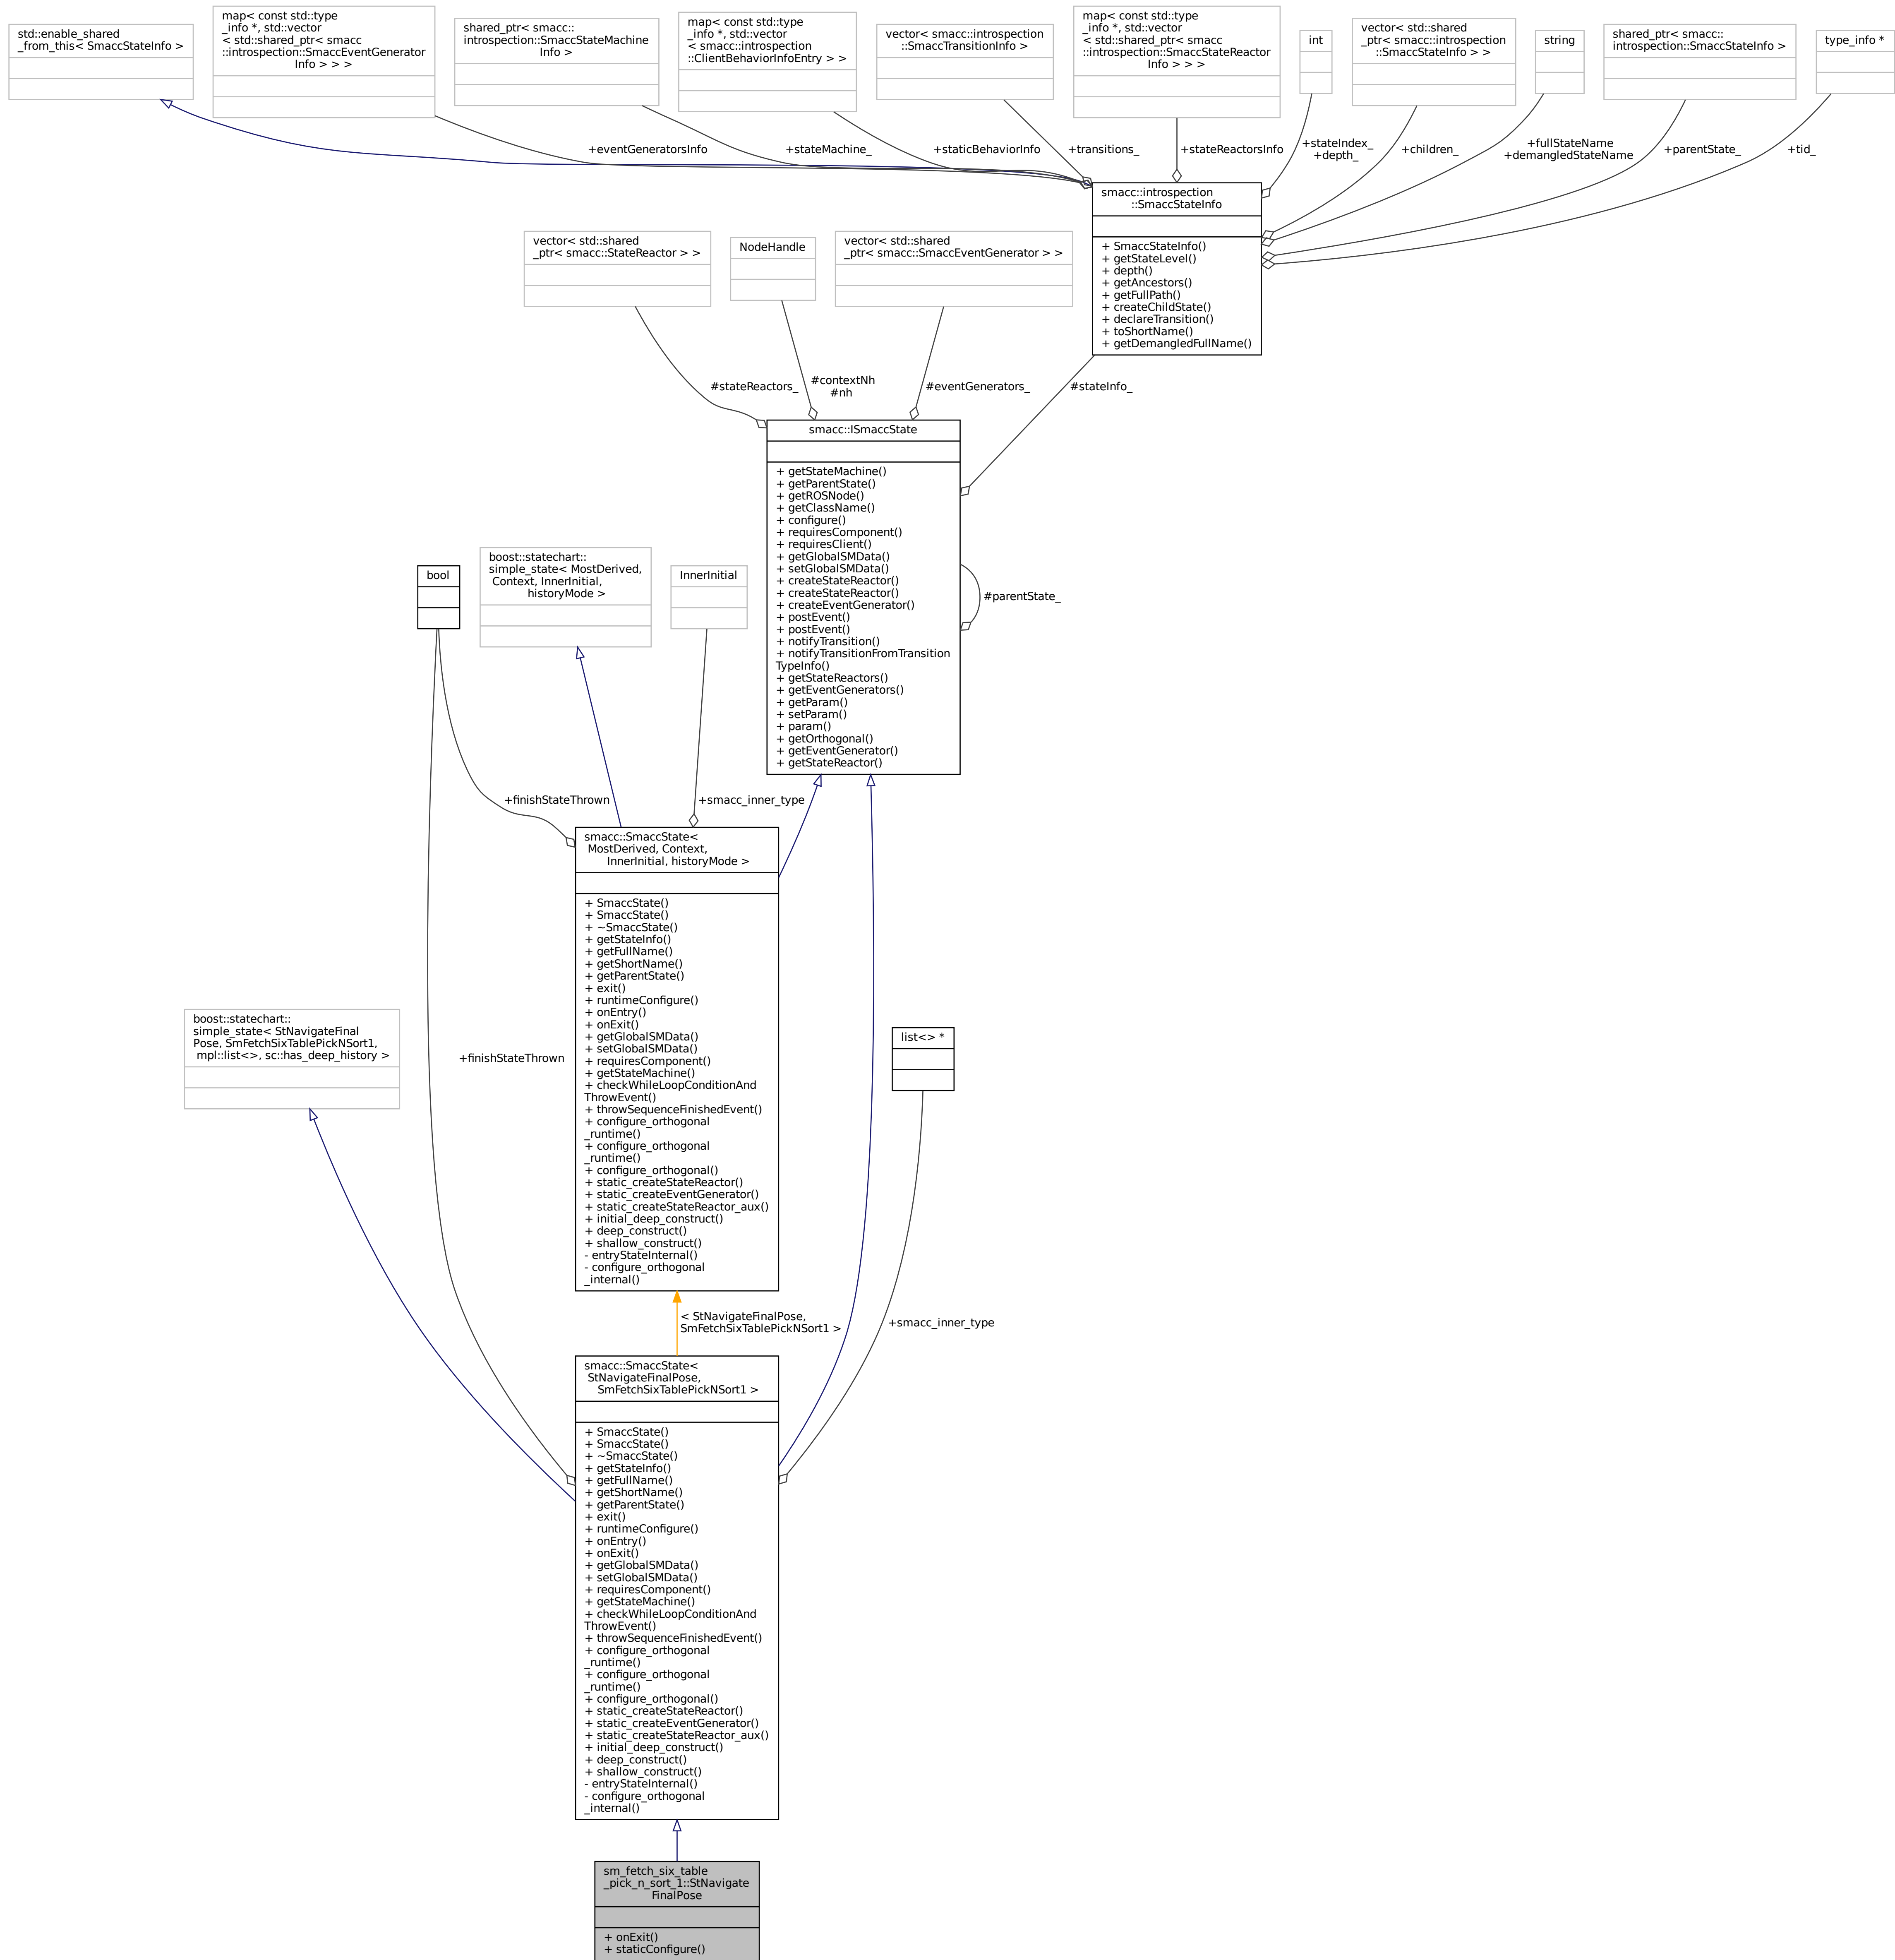 std::enable_shared
_from_this< SmaccStateInfo >
map< const std::type
_info *, std::vector
< std::shared_ptr< smacc
::introspection::SmaccEventGenerator
Info > > >
shared_ptr< smacc::
introspection::SmaccStateMachine
Info >
map< const std::type
_info *, std::vector
< smacc::introspection
::ClientBehaviorInfoEntry > >
vector< smacc::introspection
::SmaccTransitionInfo >
map< const std::type
_info *, std::vector
< std::shared_ptr< smacc
::introspection::SmaccStateReactor
Info > > >
int
vector< std::shared
_ptr< smacc::introspection
::SmaccStateInfo > >
string
shared_ptr< smacc::
introspection::SmaccStateInfo >
type_info *
+eventGeneratorsInfo
+stateMachine_
+staticBehaviorInfo
+transitions_
+stateReactorsInfo
+stateIndex_
+depth_
+children_
+fullStateName
+demangledStateName
+parentState_
+tid_
smacc::introspection
::SmaccStateInfo
+ SmaccStateInfo()
+ getStateLevel()
+ depth()
+ getAncestors()
+ getFullPath()
+ createChildState()
+ declareTransition()
+ toShortName()
+ getDemangledFullName()
vector< std::shared
_ptr< smacc::StateReactor > >
NodeHandle
vector< std::shared
_ptr< smacc::SmaccEventGenerator > >
#stateReactors_
#contextNh
#nh
#eventGenerators_
#stateInfo_
smacc::ISmaccState
+ getStateMachine()
+ getParentState()
+ getROSNode()
+ getClassName()
+ configure()
+ requiresComponent()
+ requiresClient()
+ getGlobalSMData()
+ setGlobalSMData()
+ createStateReactor()
+ createStateReactor()
+ createEventGenerator()
+ postEvent()
+ postEvent()
+ notifyTransition()
+ notifyTransitionFromTransition
TypeInfo()
+ getStateReactors()
+ getEventGenerators()
+ getParam()
+ setParam()
+ param()
+ getOrthogonal()
+ getEventGenerator()
+ getStateReactor()
#parentState_
bool
boost::statechart::
simple_state< MostDerived,
Context, InnerInitial,
historyMode >
InnerInitial
+finishStateThrown
+smacc_inner_type
smacc::SmaccState<
MostDerived, Context,
InnerInitial, historyMode >
+ SmaccState()
+ SmaccState()
+ ~SmaccState()
+ getStateInfo()
+ getFullName()
+ getShortName()
+ getParentState()
+ exit()
+ runtimeConfigure()
+ onEntry()
+ onExit()
+ getGlobalSMData()
+ setGlobalSMData()
+ requiresComponent()
+ getStateMachine()
+ checkWhileLoopConditionAnd
ThrowEvent()
+ throwSequenceFinishedEvent()
+ configure_orthogonal
_runtime()
+ configure_orthogonal
_runtime()
+ configure_orthogonal()
+ static_createStateReactor()
+ static_createEventGenerator()
+ static_createStateReactor_aux()
+ initial_deep_construct()
+ deep_construct()
+ shallow_construct()
- entryStateInternal()
- configure_orthogonal
_internal()
boost::statechart::
simple_state< StNavigateFinal
Pose, SmFetchSixTablePickNSort1,
mpl::list<>, sc::has_deep_history >
+finishStateThrown
list<> *
< StNavigateFinalPose,
SmFetchSixTablePickNSort1 >
+smacc_inner_type
smacc::SmaccState<
StNavigateFinalPose,
SmFetchSixTablePickNSort1 >
+ SmaccState()
+ SmaccState()
+ ~SmaccState()
+ getStateInfo()
+ getFullName()
+ getShortName()
+ getParentState()
+ exit()
+ runtimeConfigure()
+ onEntry()
+ onExit()
+ getGlobalSMData()
+ setGlobalSMData()
+ requiresComponent()
+ getStateMachine()
+ checkWhileLoopConditionAnd
ThrowEvent()
+ throwSequenceFinishedEvent()
+ configure_orthogonal
_runtime()
+ configure_orthogonal
_runtime()
+ configure_orthogonal()
+ static_createStateReactor()
+ static_createEventGenerator()
+ static_createStateReactor_aux()
+ initial_deep_construct()
+ deep_construct()
+ shallow_construct()
- entryStateInternal()
- configure_orthogonal
_internal()
sm_fetch_six_table
_pick_n_sort_1::StNavigate
FinalPose
+ onExit()
+ staticConfigure()